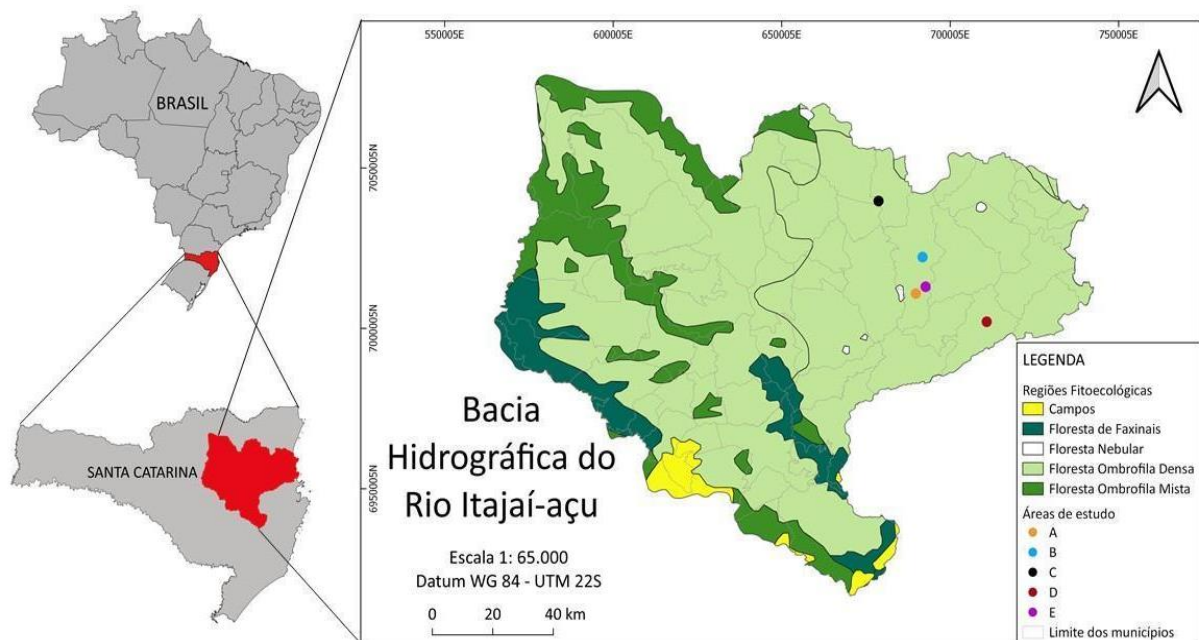 BRASIL
SANTA CATARINA
550005E
600005E
650005E
700005E
750005E
7050005N
7000005N
6950005N
Bacia
Hidrográfica do
Rio Itajaí-açu
Escala 1: 65.000
Datum WG 84 - UTM 22S
0 20 40 km
LEGENDA
Regiões Fitoecológicas
Campos
Floresta de Faxinais
Floresta Nebular
Floresta Ombrofila Densa
Floresta Ombrofila Mista
Áreas de estudo
A
B
C
D
E
Limite dos municípios